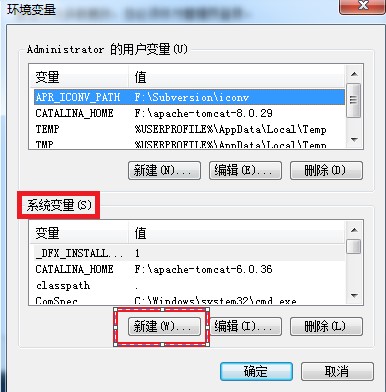 环境变量
Administrator 的用户变量(U)
变量 值
APR_ICONV_PATH F:\Subversion\iconv
CATALINA_HOME F:\apache-tomcat-8.0.29
TEMP %USERPROFILE%\AppData\Local\Temp
TMP %USERPROFILE%\AppData\Local\Temp
新建(N)... 编辑(E)... 删除(D)
系统变量(S)
变量 值
_DFX_INSTALL... 1
CATALINA_HOME F:\apache-tomcat-6.0.36
classpath .
ComSpec C:\Windows\system32\cmd.exe
新建(W)... 编辑(I)... 删除(L)
确定 取消